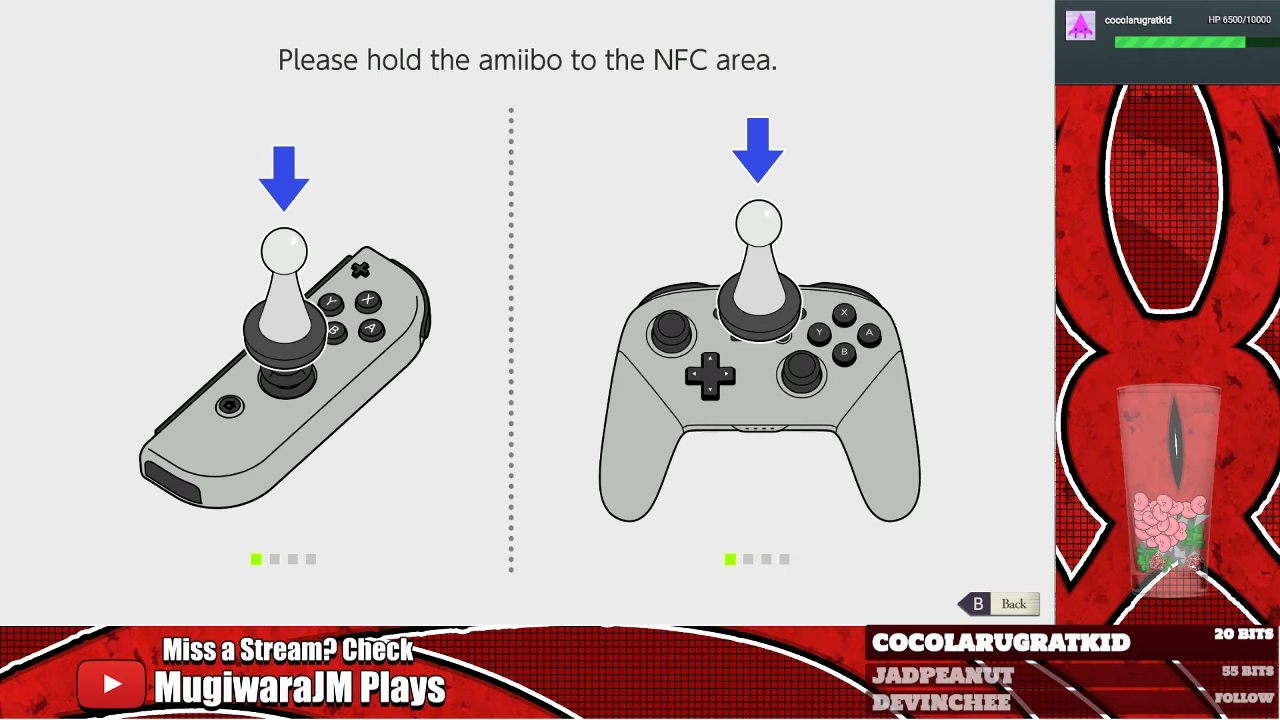 Please hold the amiibo to the NFC area.
cocolarugratkid HP 6500/10000
Y X
B A
X
Y A
B
B Back
Miss a Stream? Check
MugiwaraJM Plays
COCOLARUGRATKID 20 BITS
JADPEANUT 55 BITS
DEVINCHEE FOLLOW